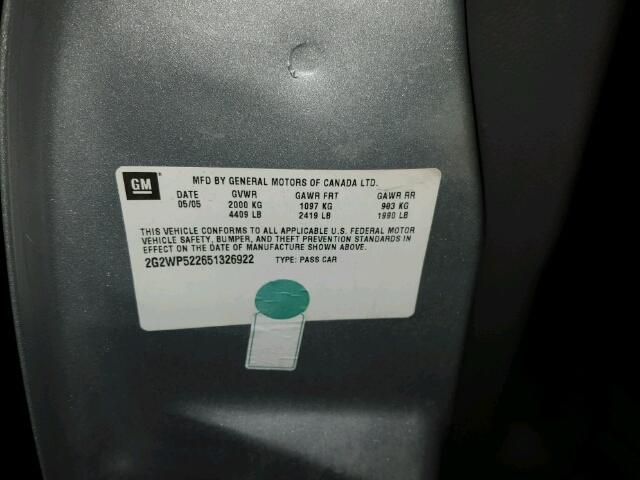 GM
MFD BY GENERAL MOTORS OF CANADA LTD.
DATE GVWR GAWR FRT GAWR RR
05/05 2000 KG 1097 KG 903 KG
4409 LB 2419 LB 1990 LB
THIS VEHICLE CONFORMS TO ALL APPLICABLE U.S. FEDERAL MOTOR
VEHICLE SAFETY, BUMPER, AND THEFT PREVENTION STANDARDS IN
EFFECT ON THE DATE OF MANUFACTURE SHOWN ABOVE.
2G2WP522651326922 TYPE: PASS CAR